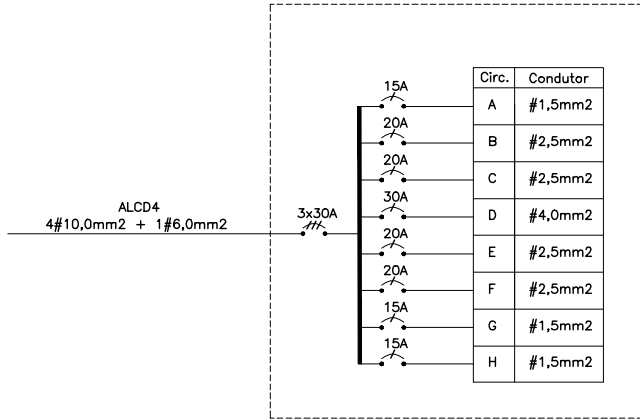 ALCD4
4#10,0mm2 + 1#6,0mm2
3x30A
Circ. Condutor
15A A #1,5mm2
20A B #2,5mm2
20A C #2,5mm2
30A D #4,0mm2
20A E #2,5mm2
20A F #2,5mm2
15A G #1,5mm2
15A H #1,5mm2